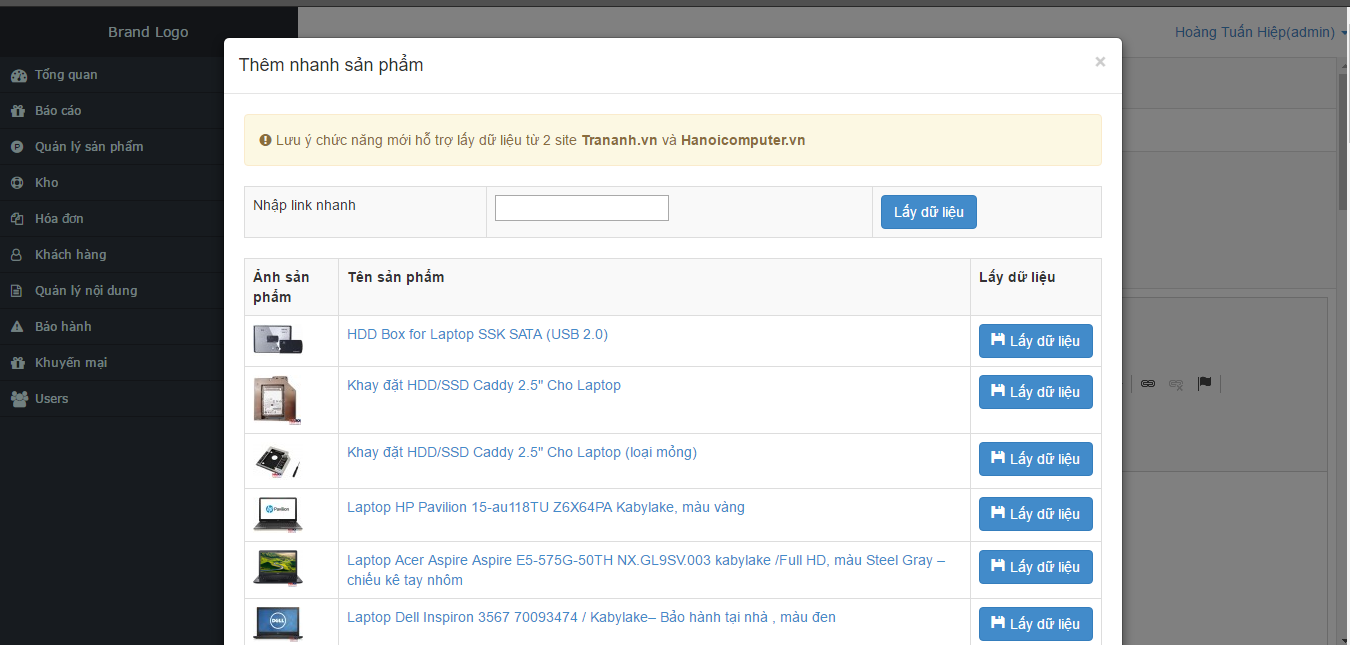 Brand Logo
Hoàng Tuấn Hiệp(admin)
Tổng quan
Báo cáo
Quản lý sản phẩm
Kho
Hóa đơn
Khách hàng
Quản lý nội dung
Bảo hành
Khuyến mại
Users
Thêm nhanh sản phẩm
×
Lưu ý chức năng mới hỗ trợ lấy dữ liệu từ 2 site Trananh.vn và Hanoicomputer.vn
Nhập link nhanh
Lấy dữ liệu
Ảnh sản phẩm
Tên sản phẩm
Lấy dữ liệu
HDD Box for Laptop SSK SATA (USB 2.0)
Lấy dữ liệu
Khay đặt HDD/SSD Caddy 2.5" Cho Laptop
Lấy dữ liệu
Khay đặt HDD/SSD Caddy 2.5" Cho Laptop (loại mỏng)
Lấy dữ liệu
Laptop HP Pavilion 15-au118TU Z6X64PA Kabylake, màu vàng
Lấy dữ liệu
Laptop Acer Aspire Aspire E5-575G-50TH NX.GL9SV.003 kabylake /Full HD, màu Steel Gray –
chiếu kê tay nhôm
Lấy dữ liệu
Laptop Dell Inspiron 3567 70093474 / Kabylake– Bảo hành tại nhà , màu đen
Lấy dữ liệu